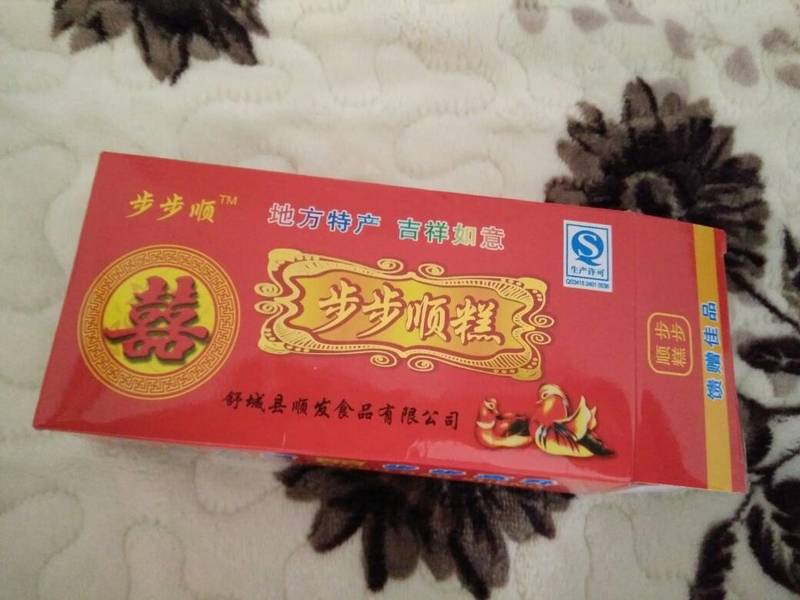 步步顺™
地方特产 吉祥如意
囍
步步顺糕
舒城县顺发食品有限公司
生产许可
步步
顺糕
馈赠佳品